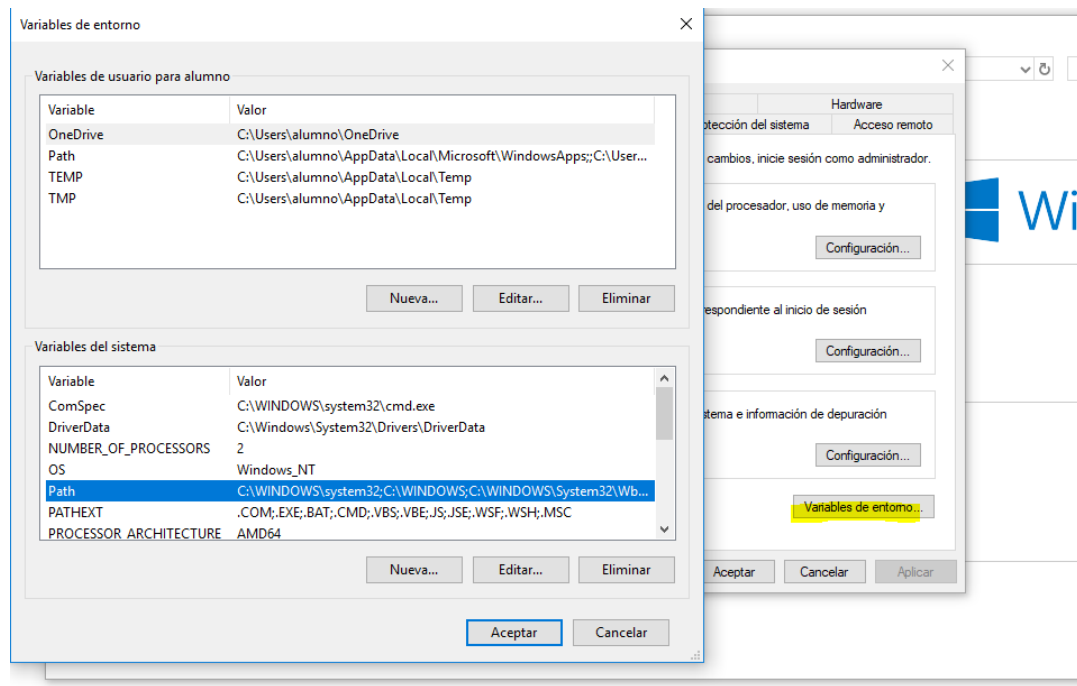 Variables de entorno
Variables de usuario para alumno
Variable Valor
OneDrive C:\Users\alumno\OneDrive
Path C:\Users\alumno\AppData\Local\Microsoft\WindowsApps;;C:\User...
TEMP C:\Users\alumno\AppData\Local\Temp
TMP C:\Users\alumno\AppData\Local\Temp
Nueva... Editar... Eliminar
Variables del sistema
Variable Valor
ComSpec C:\WINDOWS\system32\cmd.exe
DriverData C:\Windows\System32\Drivers\DriverData
NUMBER_OF_PROCESSORS 2
OS Windows_NT
Path C:\WINDOWS\system32;C:\WINDOWS;C:\WINDOWS\System32\Wb...
PATHEXT .COM;.EXE;.BAT;.CMD;.VBS;.VBE;.JS;.JSE;.WSF;.WSH;.MSC
PROCESSOR_ARCHITECTURE AMD64
Nueva... Editar... Eliminar
Aceptar Cancelar
Hardware
otección del sistema Acceso remoto
cambios, inicie sesión como administrador.
del procesador, uso de memoria y
Configuración...
respondiente al inicio de sesión
Configuración...
stema e información de depuración
Configuración...
Variables de entorno...
Aceptar Cancelar Aplicar
Wi